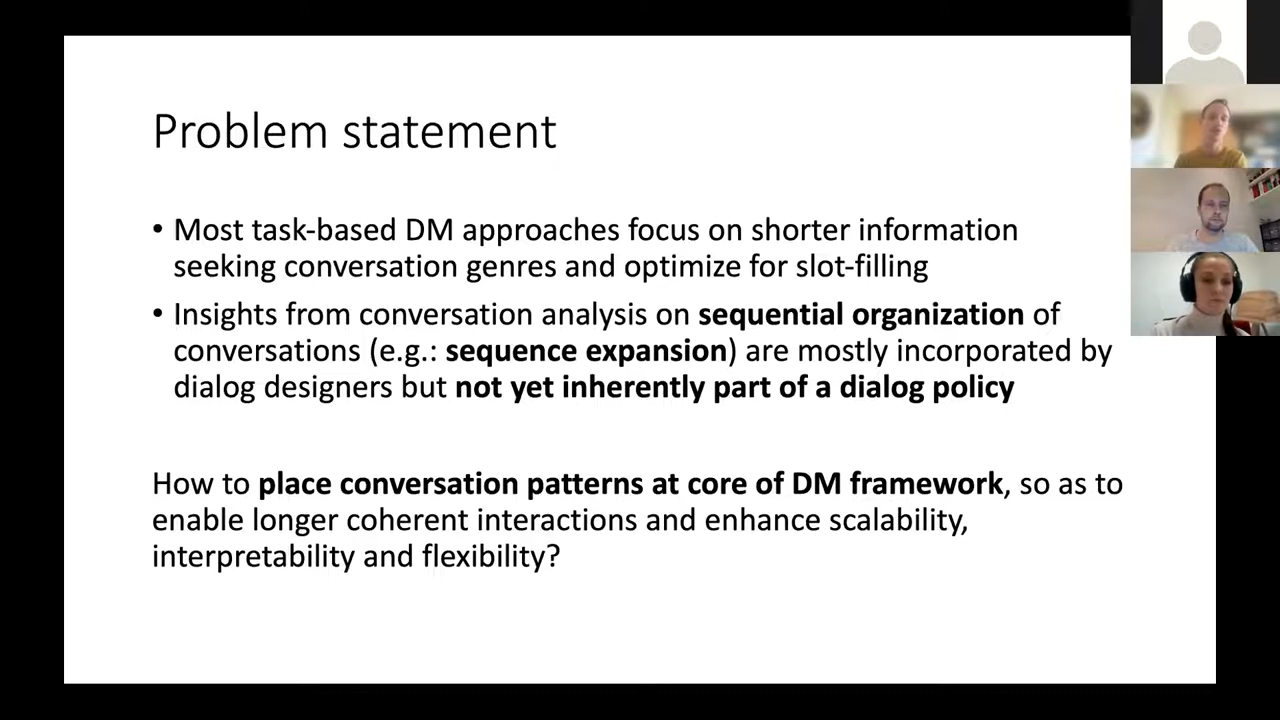 Problem statement
• Most task-based DM approaches focus on shorter information
seeking conversation genres and optimize for slot-filling
• Insights from conversation analysis on sequential organization of
conversations (e.g.: sequence expansion) are mostly incorporated by
dialog designers but not yet inherently part of a dialog policy
How to place conversation patterns at core of DM framework, so as to
enable longer coherent interactions and enhance scalability,
interpretability and flexibility?